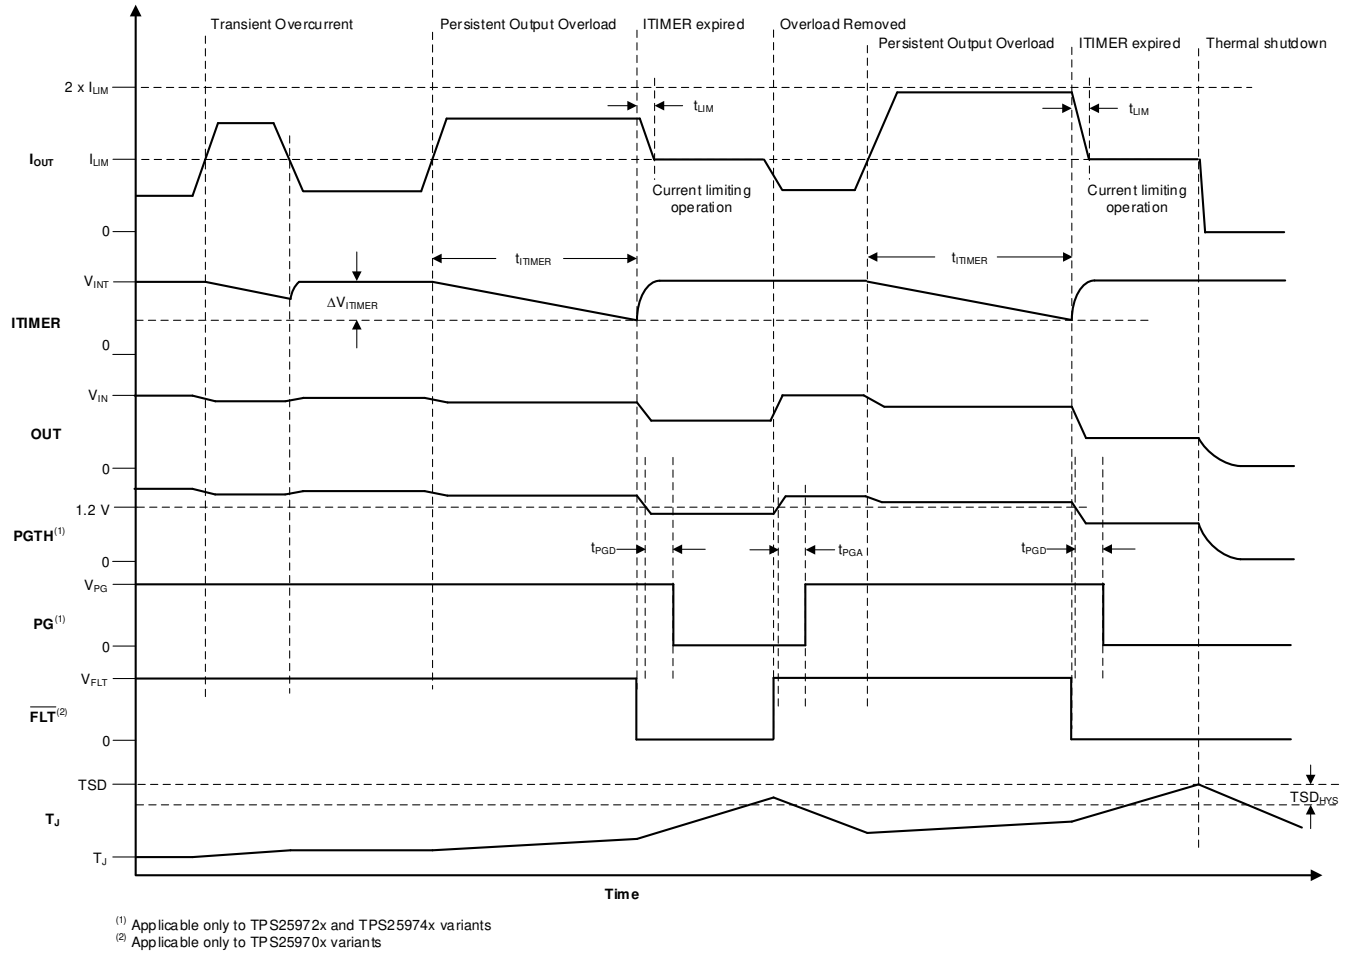 Transient Overcurrent
Persistent Output Overload
ITIMER expired
Overload Removed
Persistent Output Overload
ITIMER expired
Thermal shutdown
2 x ILIM
tLIM
tLIM
IOUT
ILIM
Current limiting
operation
Current limiting
operation
0
VINT
tITIMER
tITIMER
ΔVITIMER
ITIMER
0
VIN
OUT
0
1.2 V
PGTH(1)
tPGD
tPGA
tPGD
0
VPG
PG(1)
0
VFLT
FLT(2)
0
TSD
TSDHYS
TJ
TJ
Time
(1) Applicable only to TPS25972x and TPS25974x variants
(2) Applicable only to TPS25970x variants